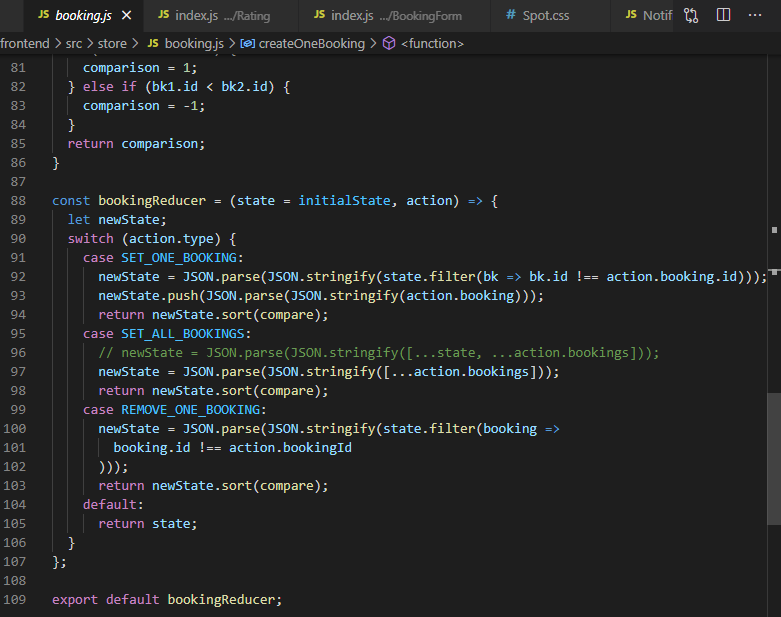 JS booking.js × JS index.js .../Rating JS index.js .../BookingForm # Spot.css JS Notif ...
frontend > src > store > JS booking.js > createOneBooking > <function>
81 comparison = 1;
82 } else if (bk1.id < bk2.id) {
83 comparison = -1;
84 }
85 return comparison;
86 }
87
88 const bookingReducer = (state = initialState, action) => {
89 let newState;
90 switch (action.type) {
91 case SET_ONE_BOOKING:
92 newState = JSON.parse(JSON.stringify(state.filter(bk => bk.id !== action.booking.id)));
93 newState.push(JSON.parse(JSON.stringify(action.booking)));
94 return newState.sort(compare);
95 case SET_ALL_BOOKINGS:
96 // newState = JSON.parse(JSON.stringify([...state, ...action.bookings]));
97 newState = JSON.parse(JSON.stringify([...action.bookings]));
98 return newState.sort(compare);
99 case REMOVE_ONE_BOOKING:
100 newState = JSON.parse(JSON.stringify(state.filter(booking =>
101 booking.id !== action.bookingId
102 )));
103 return newState.sort(compare);
104 default:
105 return state;
106 }
107 };
108
109 export default bookingReducer;